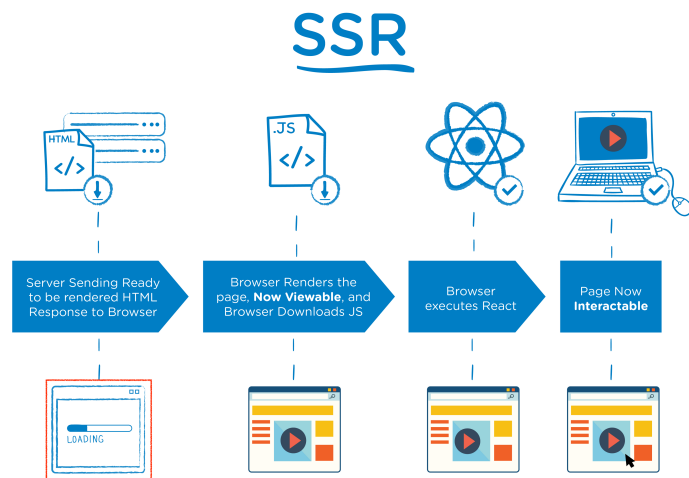 SSR
HTML
</>
.JS
</>
Server Sending Ready
to be rendered HTML
Response to Browser
Browser Renders the
page, Now Viewable, and
Browser Downloads JS
Browser
executes React
Page Now
Interactable
LOADING